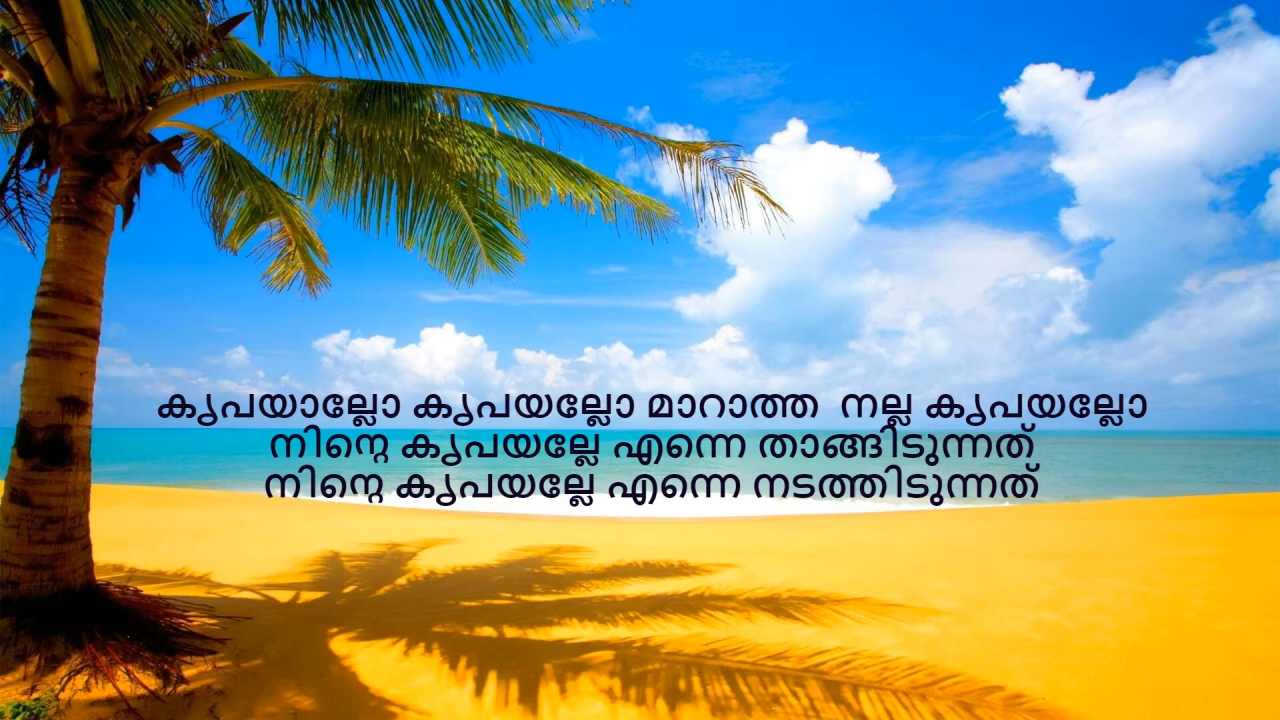 കൃപയാല്ലോ കൃപയല്ലോ മാറാത്ത നല്ല കൃപയല്ലോ
നിന്റെ കൃപയല്ലേ എന്നെ താങ്ങിടുന്നത്
നിന്റെ കൃപയല്ലേ എന്നെ നടത്തിടുന്നത്